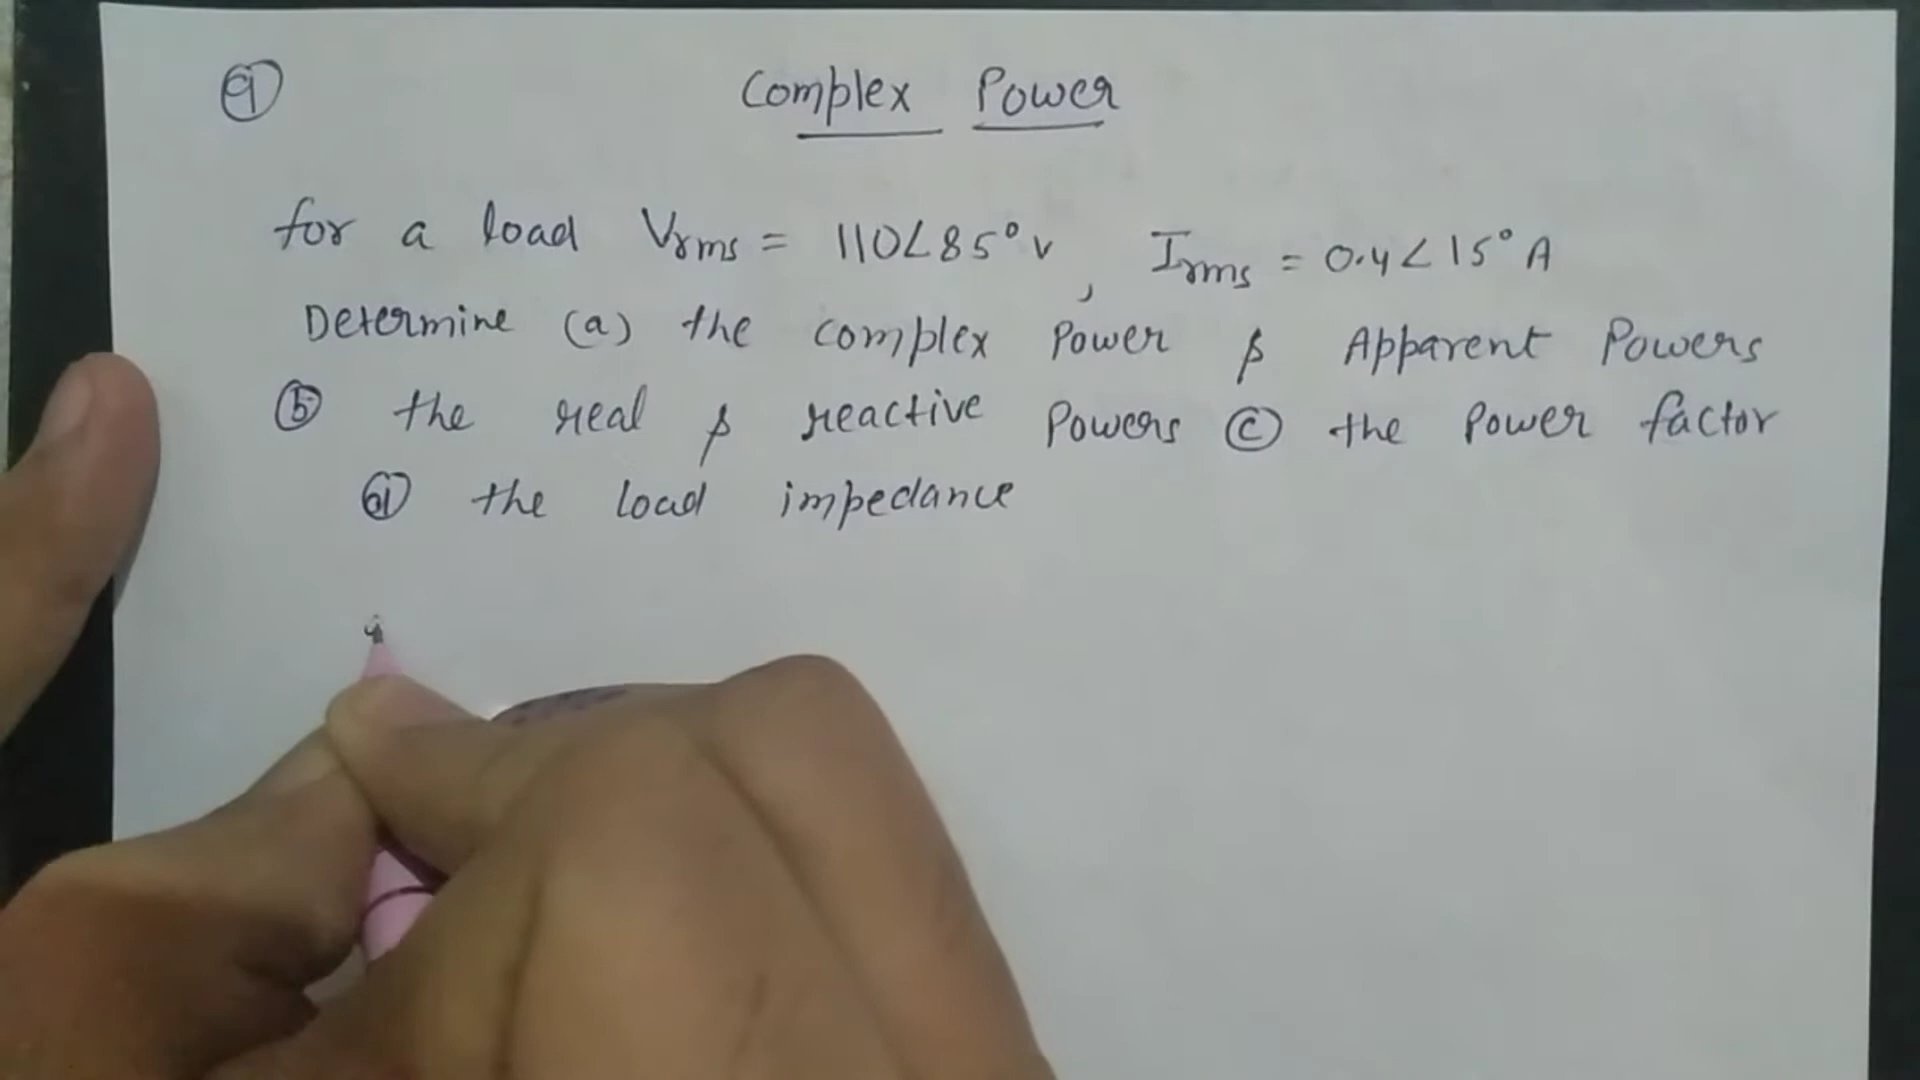 Q
Complex Power
for a load Vrms = 110∠85° V, Irms = 0.4∠15° A
Determine (a) the complex Power & Apparent Powers
(b) the real & reactive Powers (c) the Power factor
(d) the load impedance